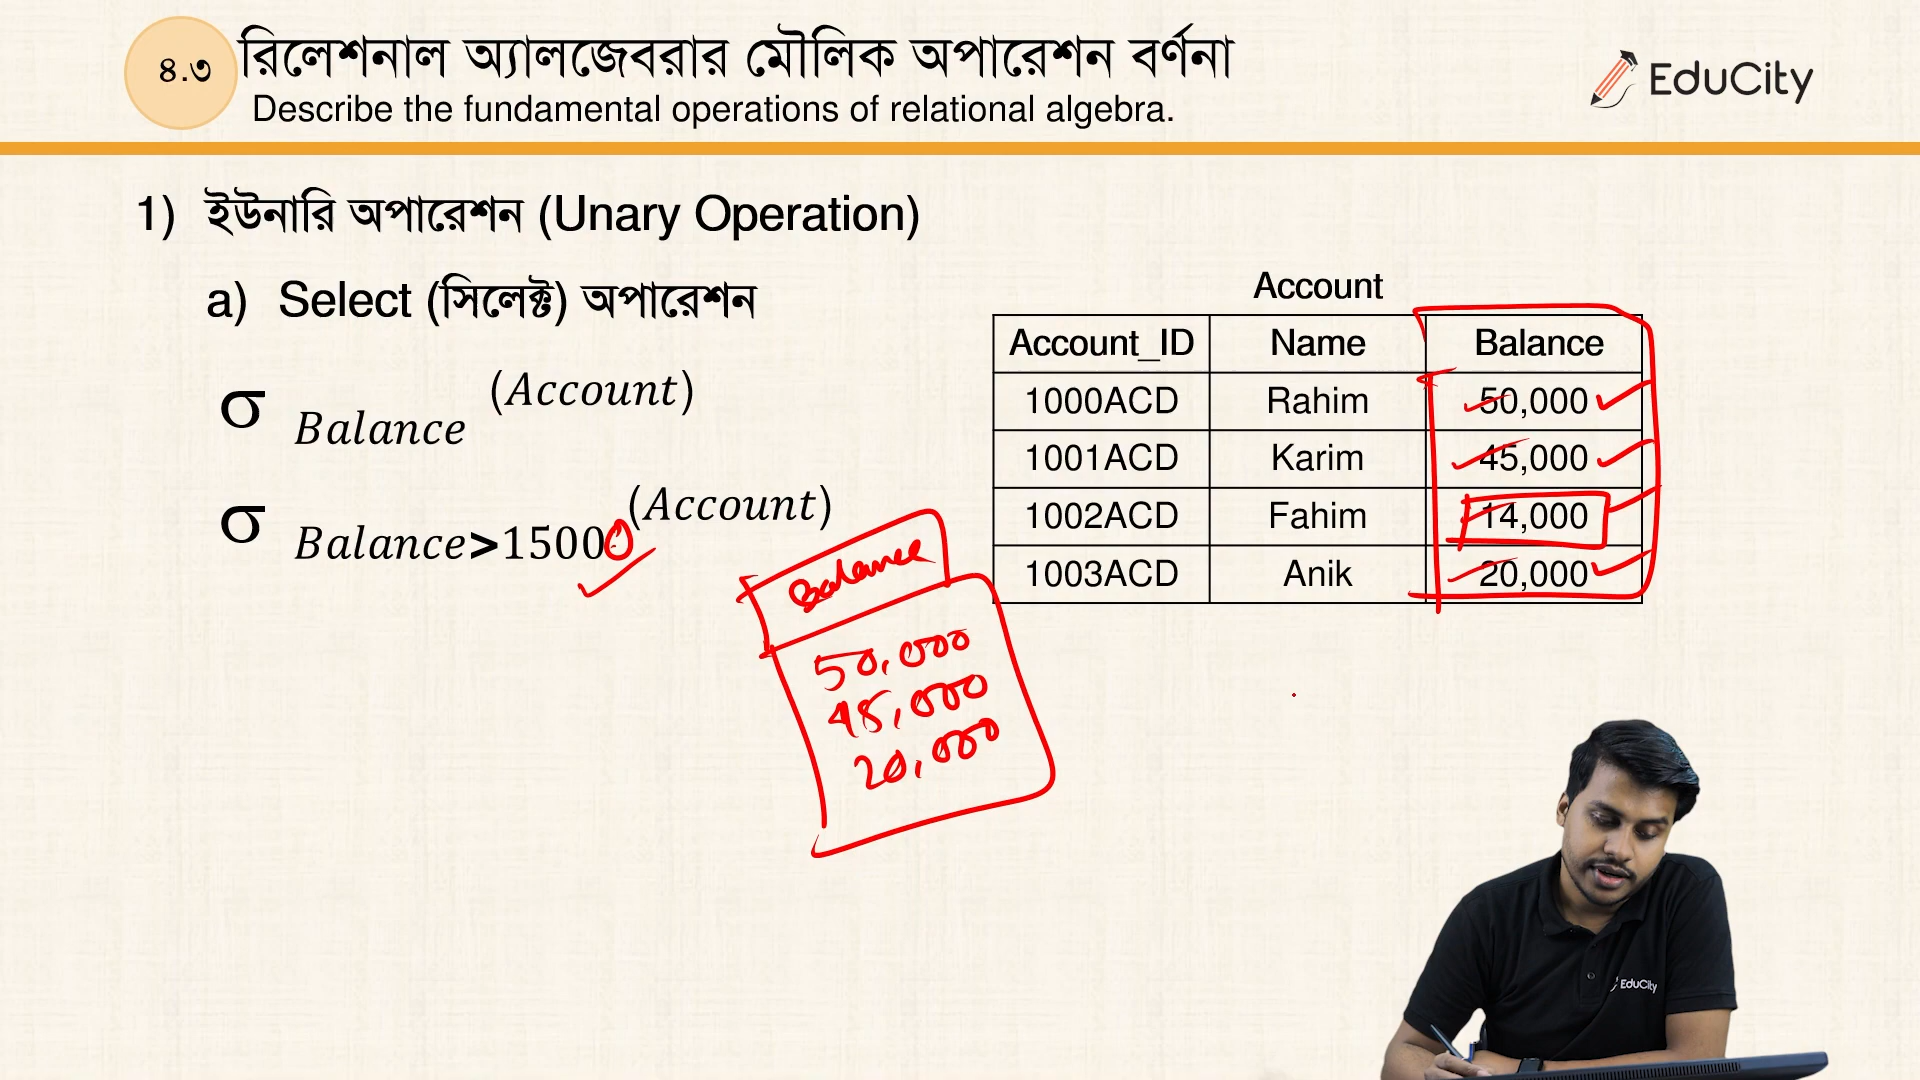 ৪.৩
রিলেশনাল অ্যালজেবরার মৌলিক অপারেশন বর্ণনা
Describe the fundamental operations of relational algebra.
EduCity
1) ইউনারি অপারেশন (Unary Operation)
a) Select (সিলেক্ট) অপারেশন
σ Balance (Account)
σ Balance>15000 (Account)
Account
Account_ID Name Balance
1000ACD Rahim 50,000
1001ACD Karim 45,000
1002ACD Fahim 14,000
1003ACD Anik 20,000
Balance
50,000
45,000
20,000
EduCity